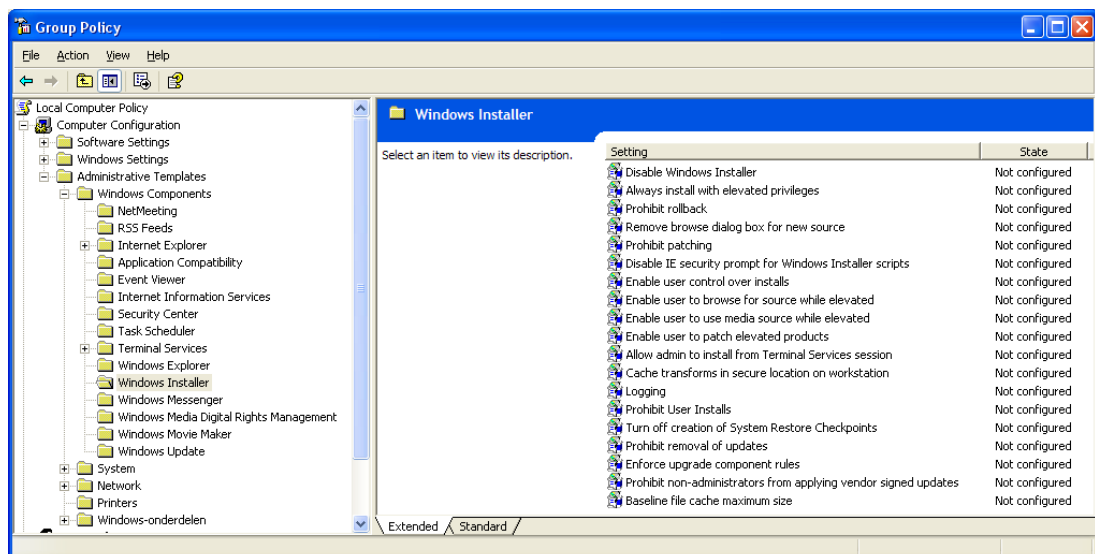 Group Policy
File Action View Help
Local Computer Policy
Computer Configuration
Software Settings
Windows Settings
Administrative Templates
Windows Components
NetMeeting
RSS Feeds
Internet Explorer
Application Compatibility
Event Viewer
Internet Information Services
Security Center
Task Scheduler
Terminal Services
Windows Explorer
Windows Installer
Windows Messenger
Windows Media Digital Rights Management
Windows Movie Maker
Windows Update
System
Network
Printers
Windows-onderdelen
Windows Installer
Select an item to view its description.
Setting State
Disable Windows Installer Not configured
Always install with elevated privileges Not configured
Prohibit rollback Not configured
Remove browse dialog box for new source Not configured
Prohibit patching Not configured
Disable IE security prompt for Windows Installer scripts Not configured
Enable user control over installs Not configured
Enable user to browse for source while elevated Not configured
Enable user to use media source while elevated Not configured
Enable user to patch elevated products Not configured
Allow admin to install from Terminal Services session Not configured
Cache transforms in secure location on workstation Not configured
Logging Not configured
Prohibit User Installs Not configured
Turn off creation of System Restore Checkpoints Not configured
Prohibit removal of updates Not configured
Enforce upgrade component rules Not configured
Prohibit non-administrators from applying vendor signed updates Not configured
Baseline file cache maximum size Not configured
Extended Standard